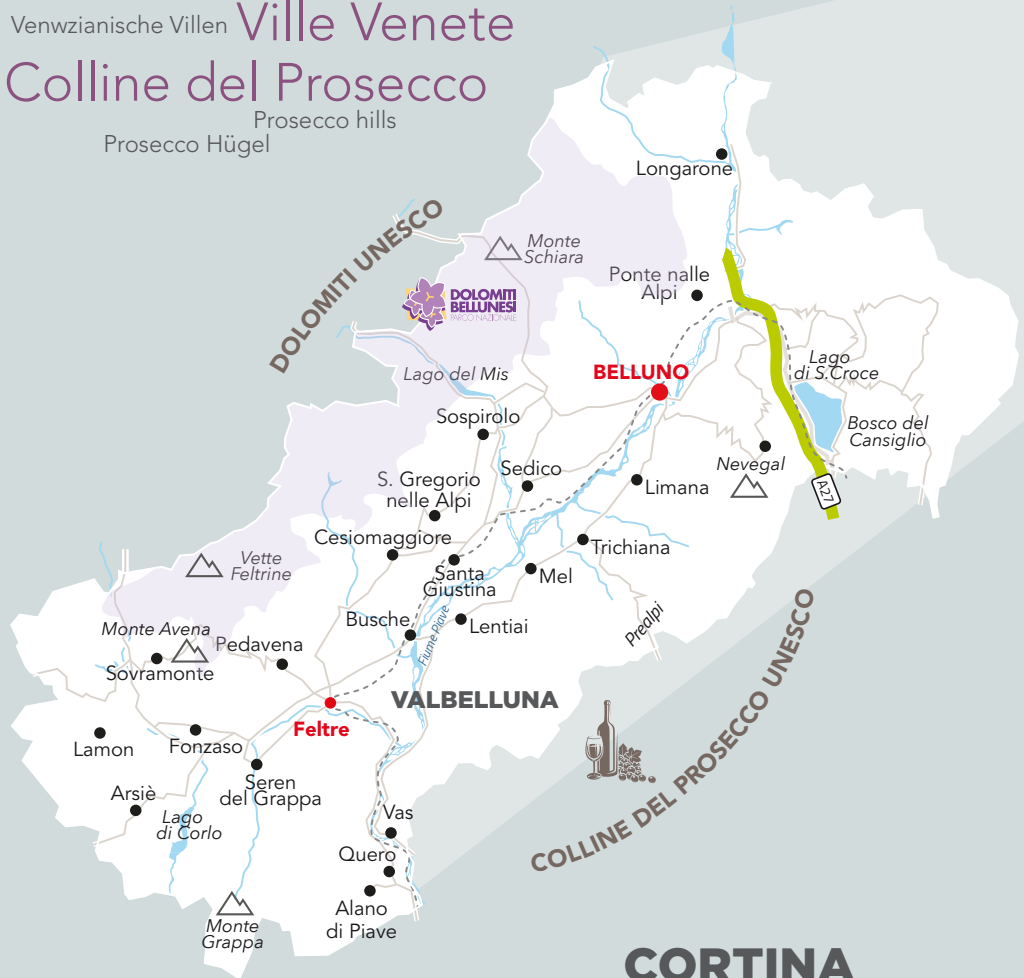 Venwzianische Villen Ville Venete
Colline del Prosecco
Prosecco hills
Prosecco Hügel
Longarone
DOLOMITI UNESCO
Monte
Schiara
Ponte nalle
Alpi
DOLOMITI
BELLUNESI
PARCO NAZIONALE
Lago
di S.Croce
Lago del Mis
BELLUNO
Sospirolo
Bosco del
Cansiglio
Nevegal
S. Gregorio
nelle Alpi
Sedico
Limana
A27
Cesiomaggiore
Trichiana
Vette
Feltrine
Santa
Giustina
Mel
Busche
Lentiai
Fiume Piave
Prealpi
Monte Avena
Pedavena
Sovramonte
VALBELLUNA
Feltre
COLLINE DEL PROSECCO UNESCO
Lamon
Fonzaso
Seren
del Grappa
Arsiè
Lago
di Corlo
Vas
Quero
Alano
di Piave
Monte
Grappa
CORTINA